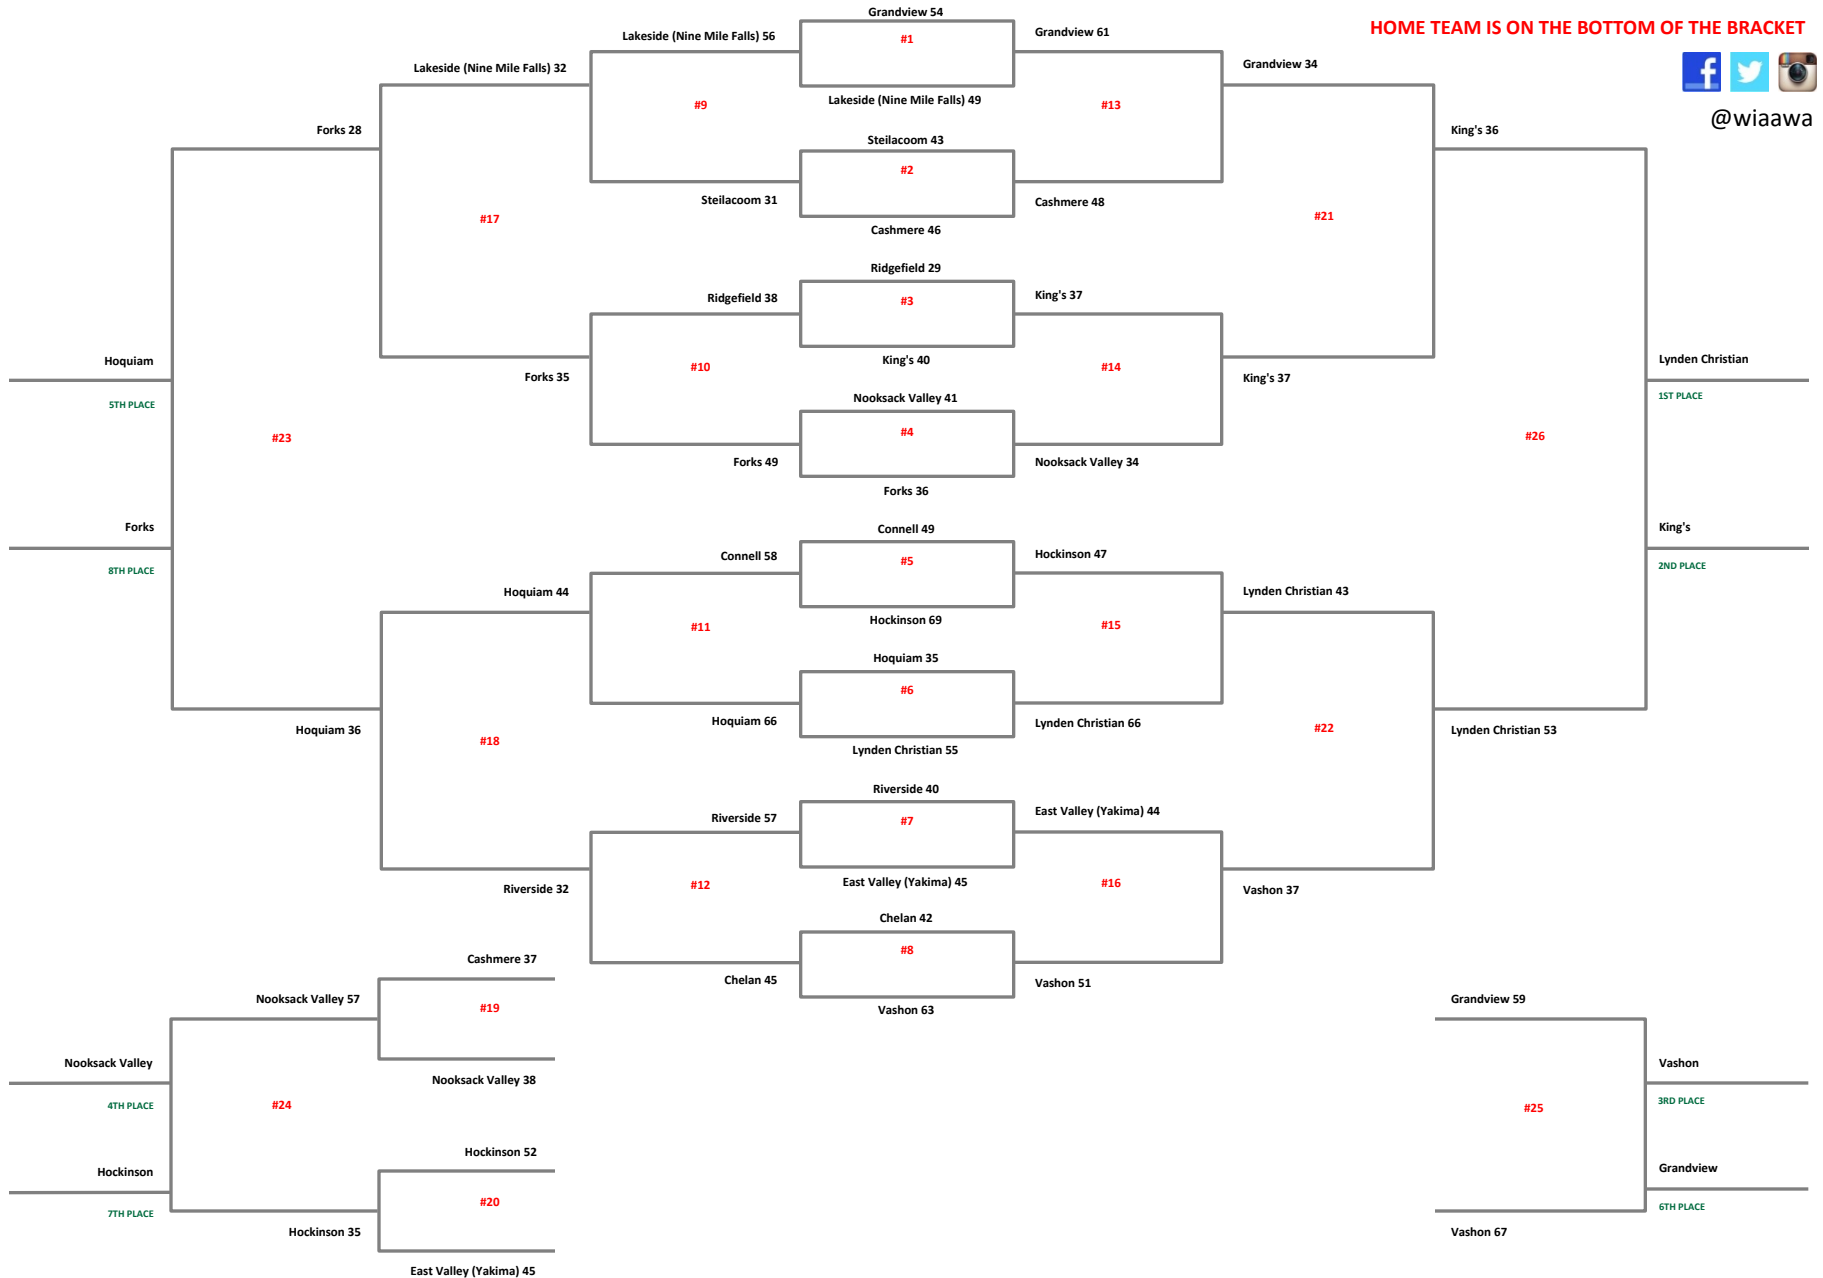 Grandview 54
HOME TEAM IS ON THE BOTTOM OF THE BRACKET
Lakeside (Nine Mile Falls) 56
#1
Grandview 61
Lakeside (Nine Mile Falls) 32
Grandview 34
#9
Lakeside (Nine Mile Falls) 49
#13
@wiaawa
Forks 28
King's 36
Steilacoom 43
#2
Steilacoom 31
Cashmere 48
#17
#21
Cashmere 46
Ridgefield 29
Ridgefield 38
#3
King's 37
Hoquiam
King's 40
Lynden Christian
#10
#14
Forks 35
King's 37
5TH PLACE
1ST PLACE
Nooksack Valley 41
#23
#4
#26
Forks 49
Nooksack Valley 34
Forks 36
Forks
Connell 49
King's
Connell 58
#5
Hockinson 47
8TH PLACE
2ND PLACE
Hoquiam 44
Lynden Christian 43
#11
Hockinson 69
#15
Hoquiam 35
#6
Hoquiam 66
Lynden Christian 66
Hoquiam 36
#18
#22
Lynden Christian 53
Lynden Christian 55
Riverside 40
Riverside 57
#7
East Valley (Yakima) 44
Riverside 32
#12
East Valley (Yakima) 45
#16
Vashon 37
Chelan 42
Cashmere 37
#8
Chelan 45
Vashon 51
Nooksack Valley 57
#19
Vashon 63
Grandview 59
Nooksack Valley
Nooksack Valley 38
Vashon
4TH PLACE
#24
#25
3RD PLACE
Hockinson 52
Hockinson
Grandview
7TH PLACE
#20
6TH PLACE
Hockinson 35
Vashon 67
East Valley (Yakima) 45